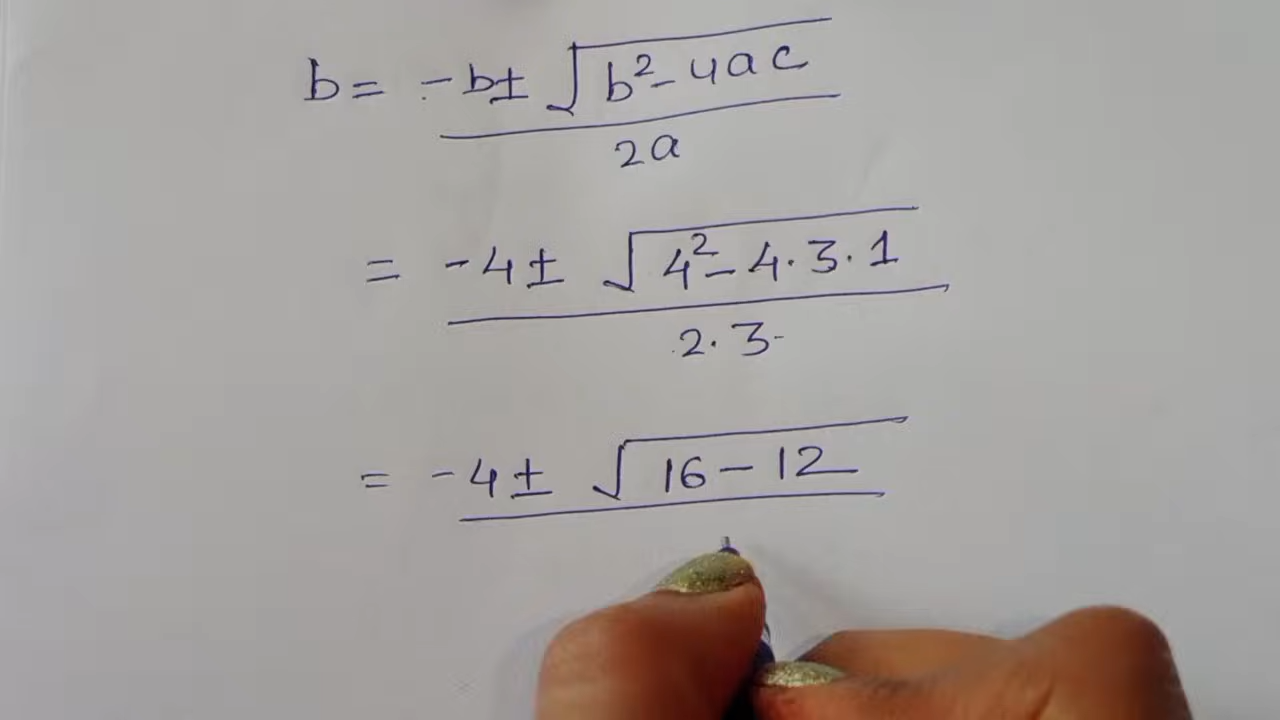 b = -b ± √(b² - 4ac)
2a
= -4 ± √(4² - 4·3·1)
2·3
= -4 ± √(16 - 12)